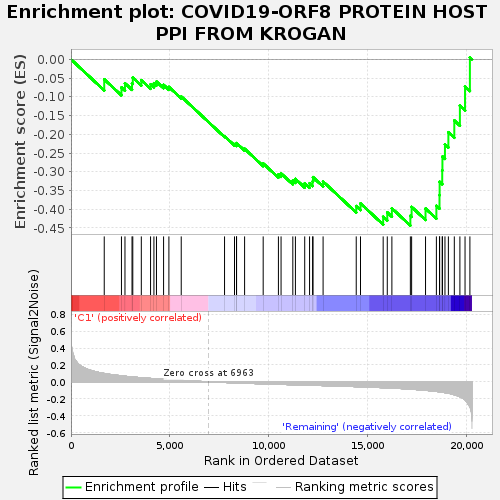 Enrichment plot: COVID19-ORF8 PROTEIN HOST
PPI FROM KROGAN
Enrichment score (ES)
0.00
-0.05
-0.10
-0.15
-0.20
-0.25
-0.30
-0.35
-0.40
-0.45
Ranked list metric (Signal2Noise)
'C1' (positively correlated)
0.8
0.6
0.4
0.2
0.0
-0.2
-0.4
-0.6
Zero cross at 6963
'Remaining' (negatively correlated)
0
5,000
10,000
15,000
20,000
Rank in Ordered Dataset
Enrichment profile
Hits
Ranking metric scores